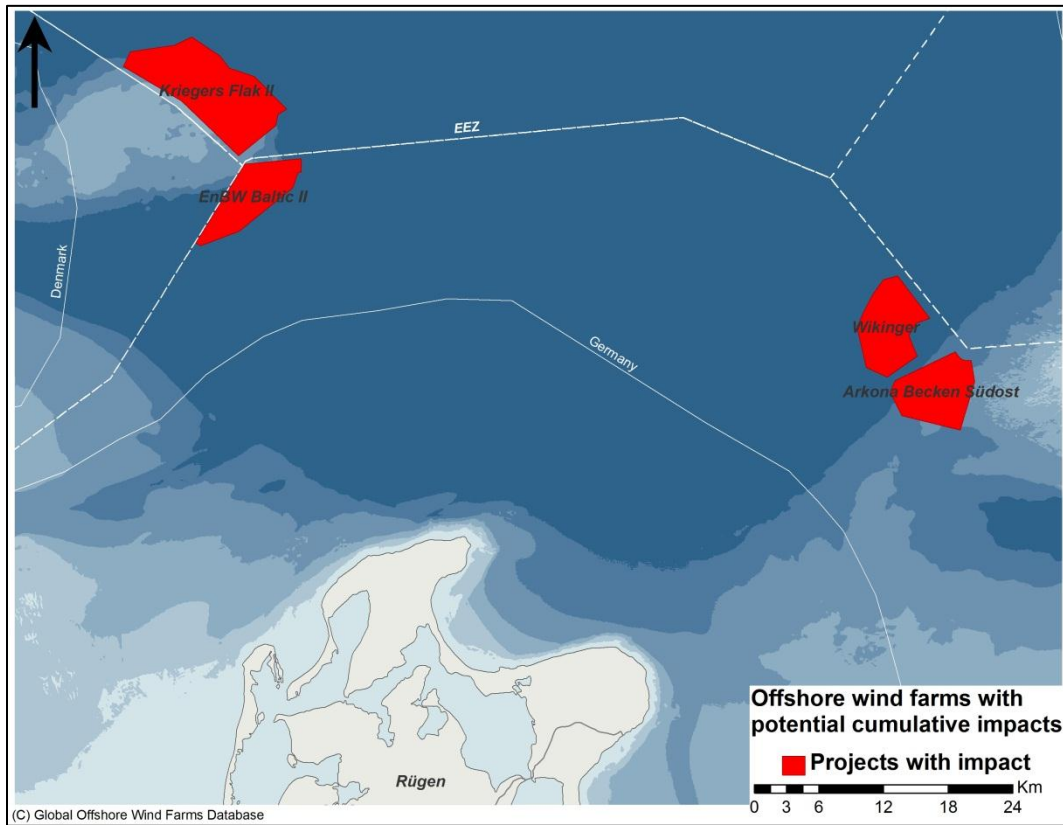 Kriegers Flak II
EEZ
EnBW Baltic II
Denmark
Germany
Wikinger
Arkona Becken Südost
Rügen
Offshore wind farms with
potential cumulative impacts
Projects with impact
Km
0 3 6 12 18 24
(C) Global Offshore Wind Farms Database